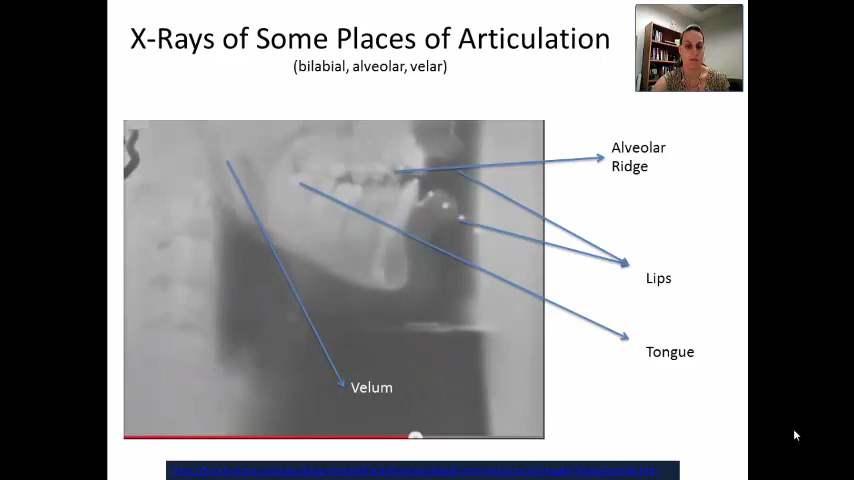 X-Rays of Some Places of Articulation
(bilabial, alveolar, velar)
Alveolar
Ridge
Lips
Tongue
Velum